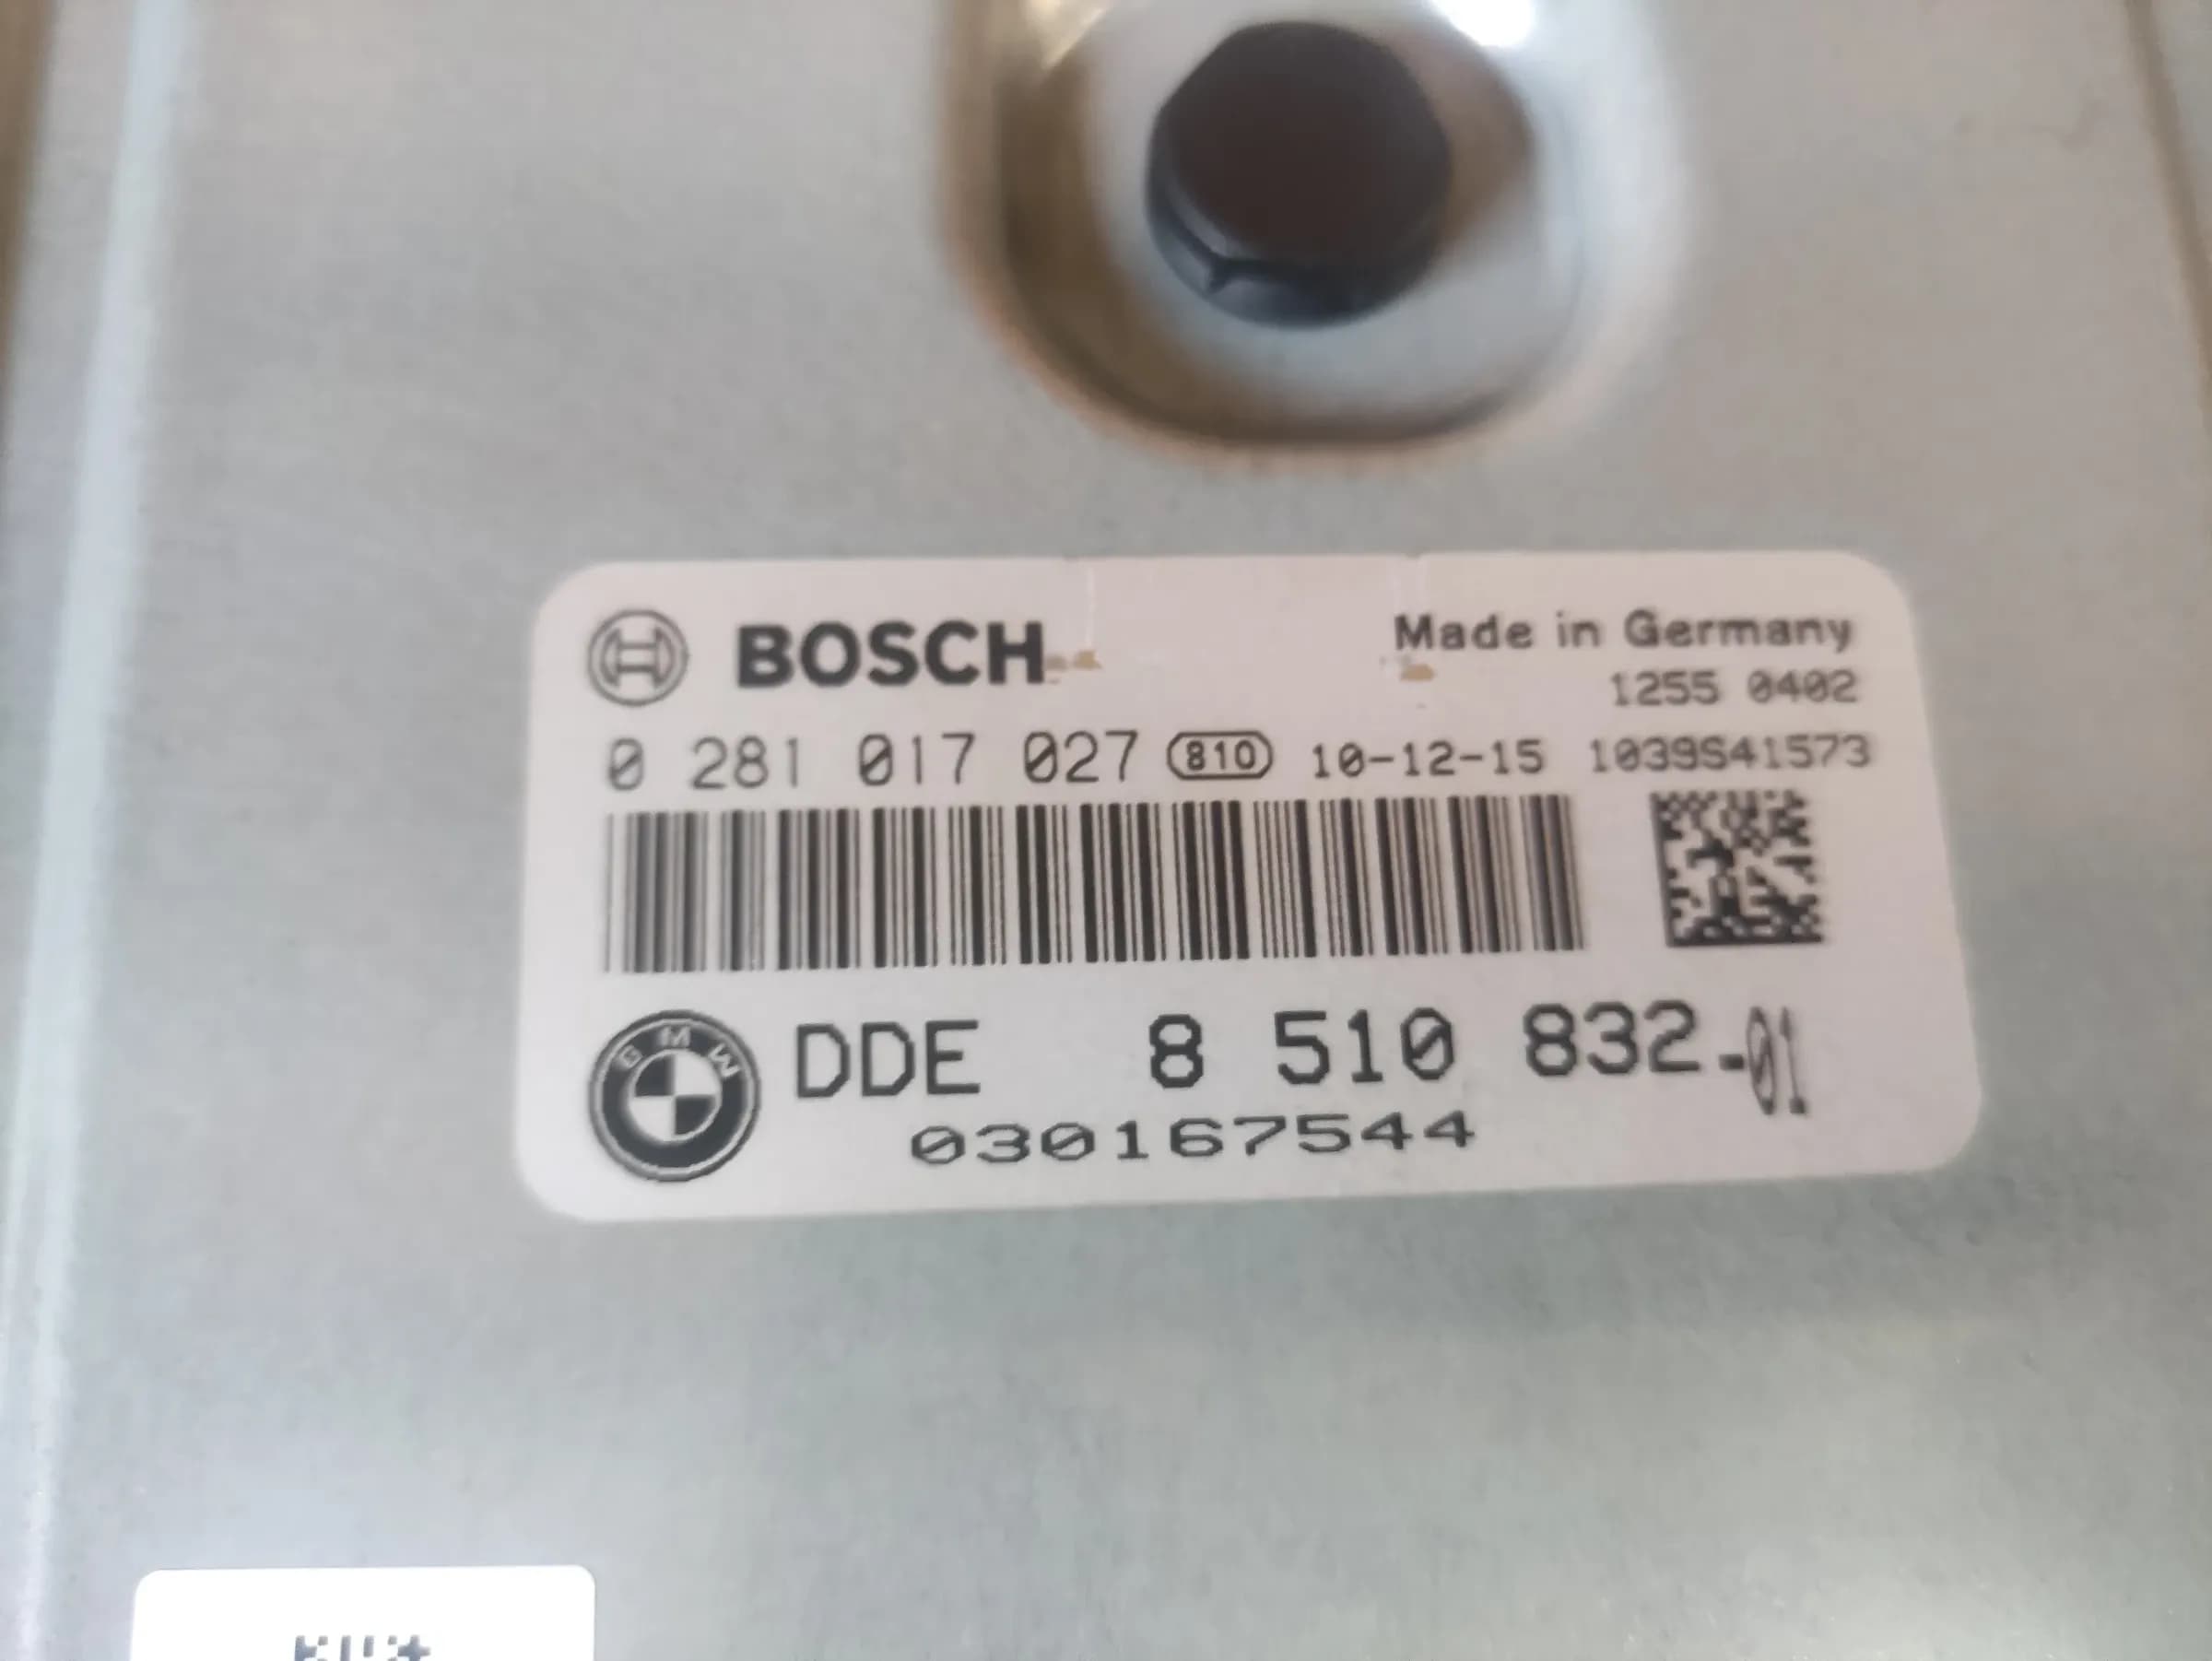 BOSCH Made in Germany
1255 0402
0 281 017 027 810 10-12-15 1039S41573
BMW DDE 8 510 832-01
030167544